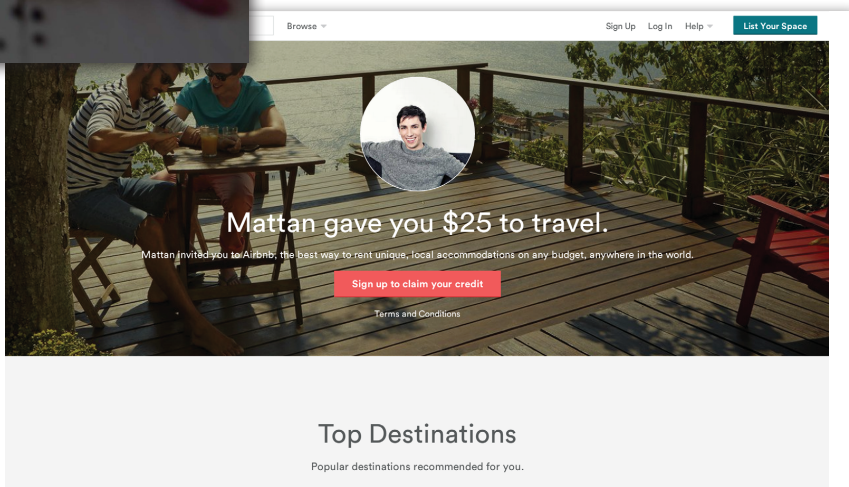 Browse
Sign Up Log In Help List Your Space
Mattan gave you $25 to travel.
Mattan invited you to Airbnb, the best way to rent unique, local accommodations on any budget, anywhere in the world.
Sign up to claim your credit
Terms and Conditions
Top Destinations
Popular destinations recommended for you.